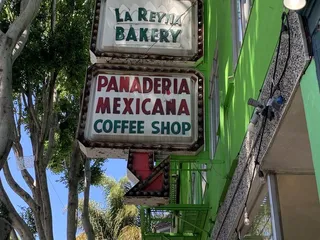 LA REYNA
BAKERY
PANADERIA
MEXICANA
COFFEE SHOP